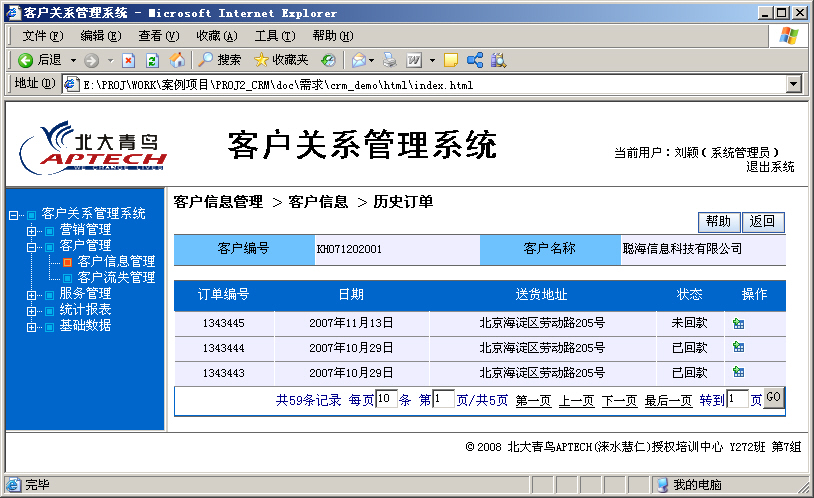 客户关系管理系统 - Microsoft Internet Explorer
文件(F) 编辑(E) 查看(V) 收藏(A) 工具(T) 帮助(H)
后退 搜索 收藏夹
地址(D) E:\PROJ\WORK\案例项目\PROJ2_CRM\doc\需求\crm_demo\html\index.html
北大青鸟
APTECH
WE CHANGE LIVES
客户关系管理系统
当前用户：刘颖(系统管理员)
退出系统
客户关系管理系统
营销管理
客户管理
客户信息管理
客户流失管理
服务管理
统计报表
基础数据
客户信息管理 > 客户信息 > 历史订单
帮助 返回
客户编号 KH071202001 客户名称 聪海信息科技有限公司
订单编号 日期 送货地址 状态 操作
1343445 2007年11月13日 北京海淀区劳动路205号 未回款
1343444 2007年10月29日 北京海淀区劳动路205号 已回款
1343443 2007年10月29日 北京海淀区劳动路205号 已回款
共59条记录 每页10条 第1页/共5页 第一页 上一页 下一页 最后一页 转到1页 GO
© 2008 北大青鸟APTECH(涞水慧仁)授权培训中心 Y272班 第7组
完毕 我的电脑